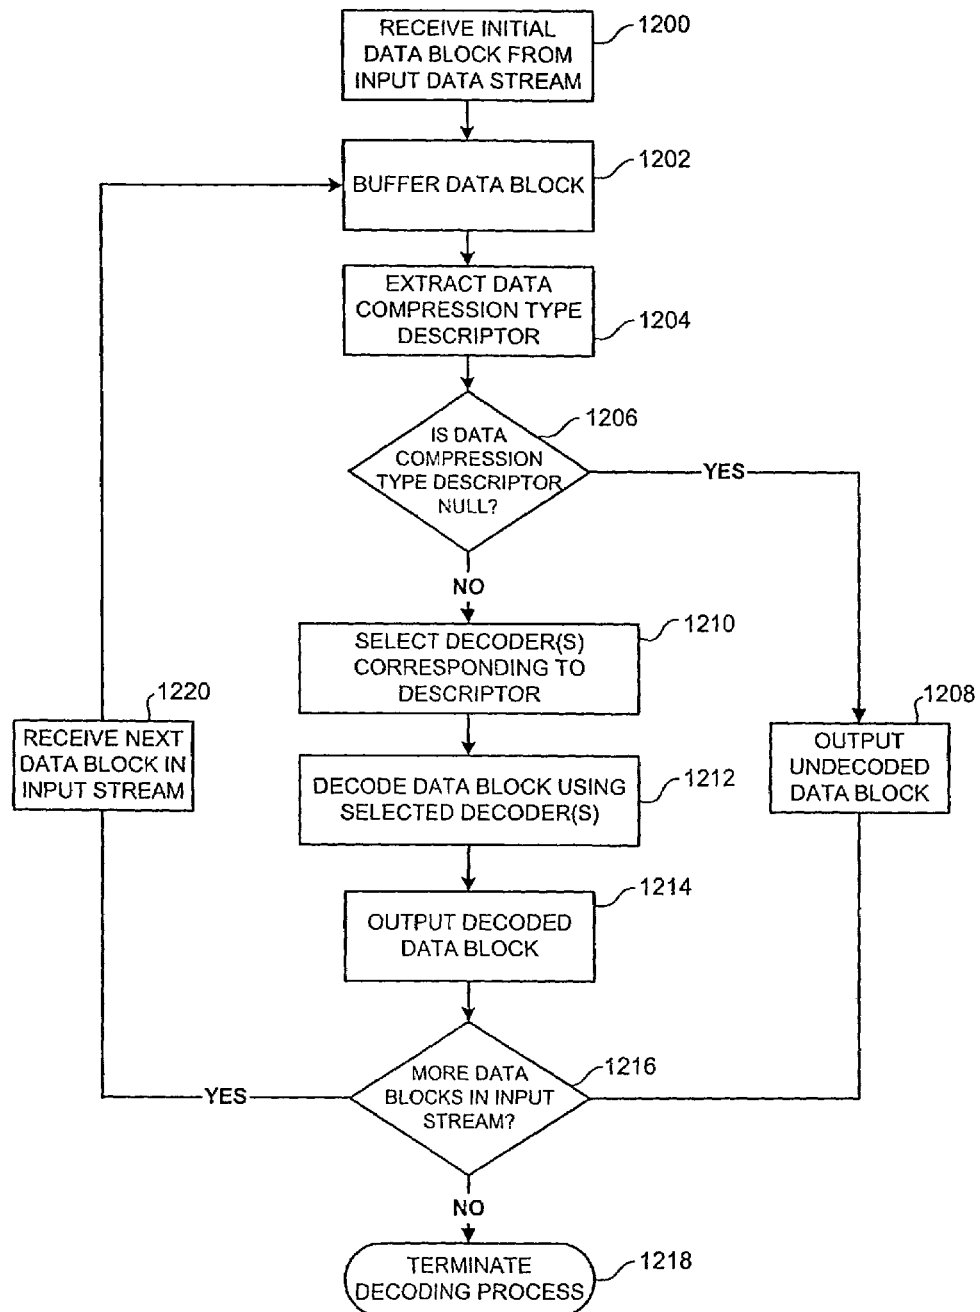 RECEIVE INITIAL
DATA BLOCK FROM
INPUT DATA STREAM
1200
BUFFER DATA BLOCK
1202
EXTRACT DATA
COMPRESSION TYPE
DESCRIPTOR
1204
IS DATA
COMPRESSION
TYPE DESCRIPTOR
NULL?
1206
YES
NO
SELECT DECODER(S)
CORRESPONDING TO
DESCRIPTOR
1210
1220
RECEIVE NEXT
DATA BLOCK IN
INPUT STREAM
1208
OUTPUT
UNDECODED
DATA BLOCK
DECODE DATA BLOCK USING
SELECTED DECODER(S)
1212
OUTPUT DECODED
DATA BLOCK
1214
MORE DATA
BLOCKS IN INPUT
STREAM?
1216
YES
NO
TERMINATE
DECODING PROCESS
1218